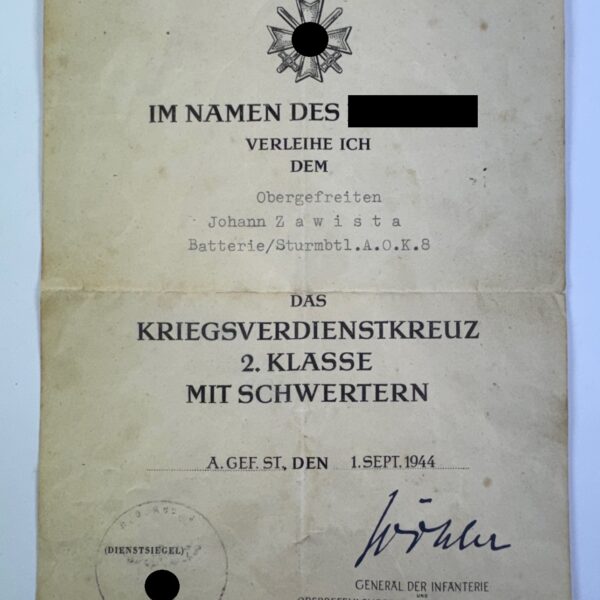 IM NAMEN DES
VERLEIHE ICH
DEM
Obergefreiten
Johann Z a w i s t a
Batterie/Sturmbtl.A.O.K.8
DAS
KRIEGSVERDIENSTKREUZ
2. KLASSE
MIT SCHWERTERN
A. GEF. ST., DEN 1. SEPT. 1944
(DIENSTSIEGEL)
Wöhler
GENERAL DER INFANTERIE
UND